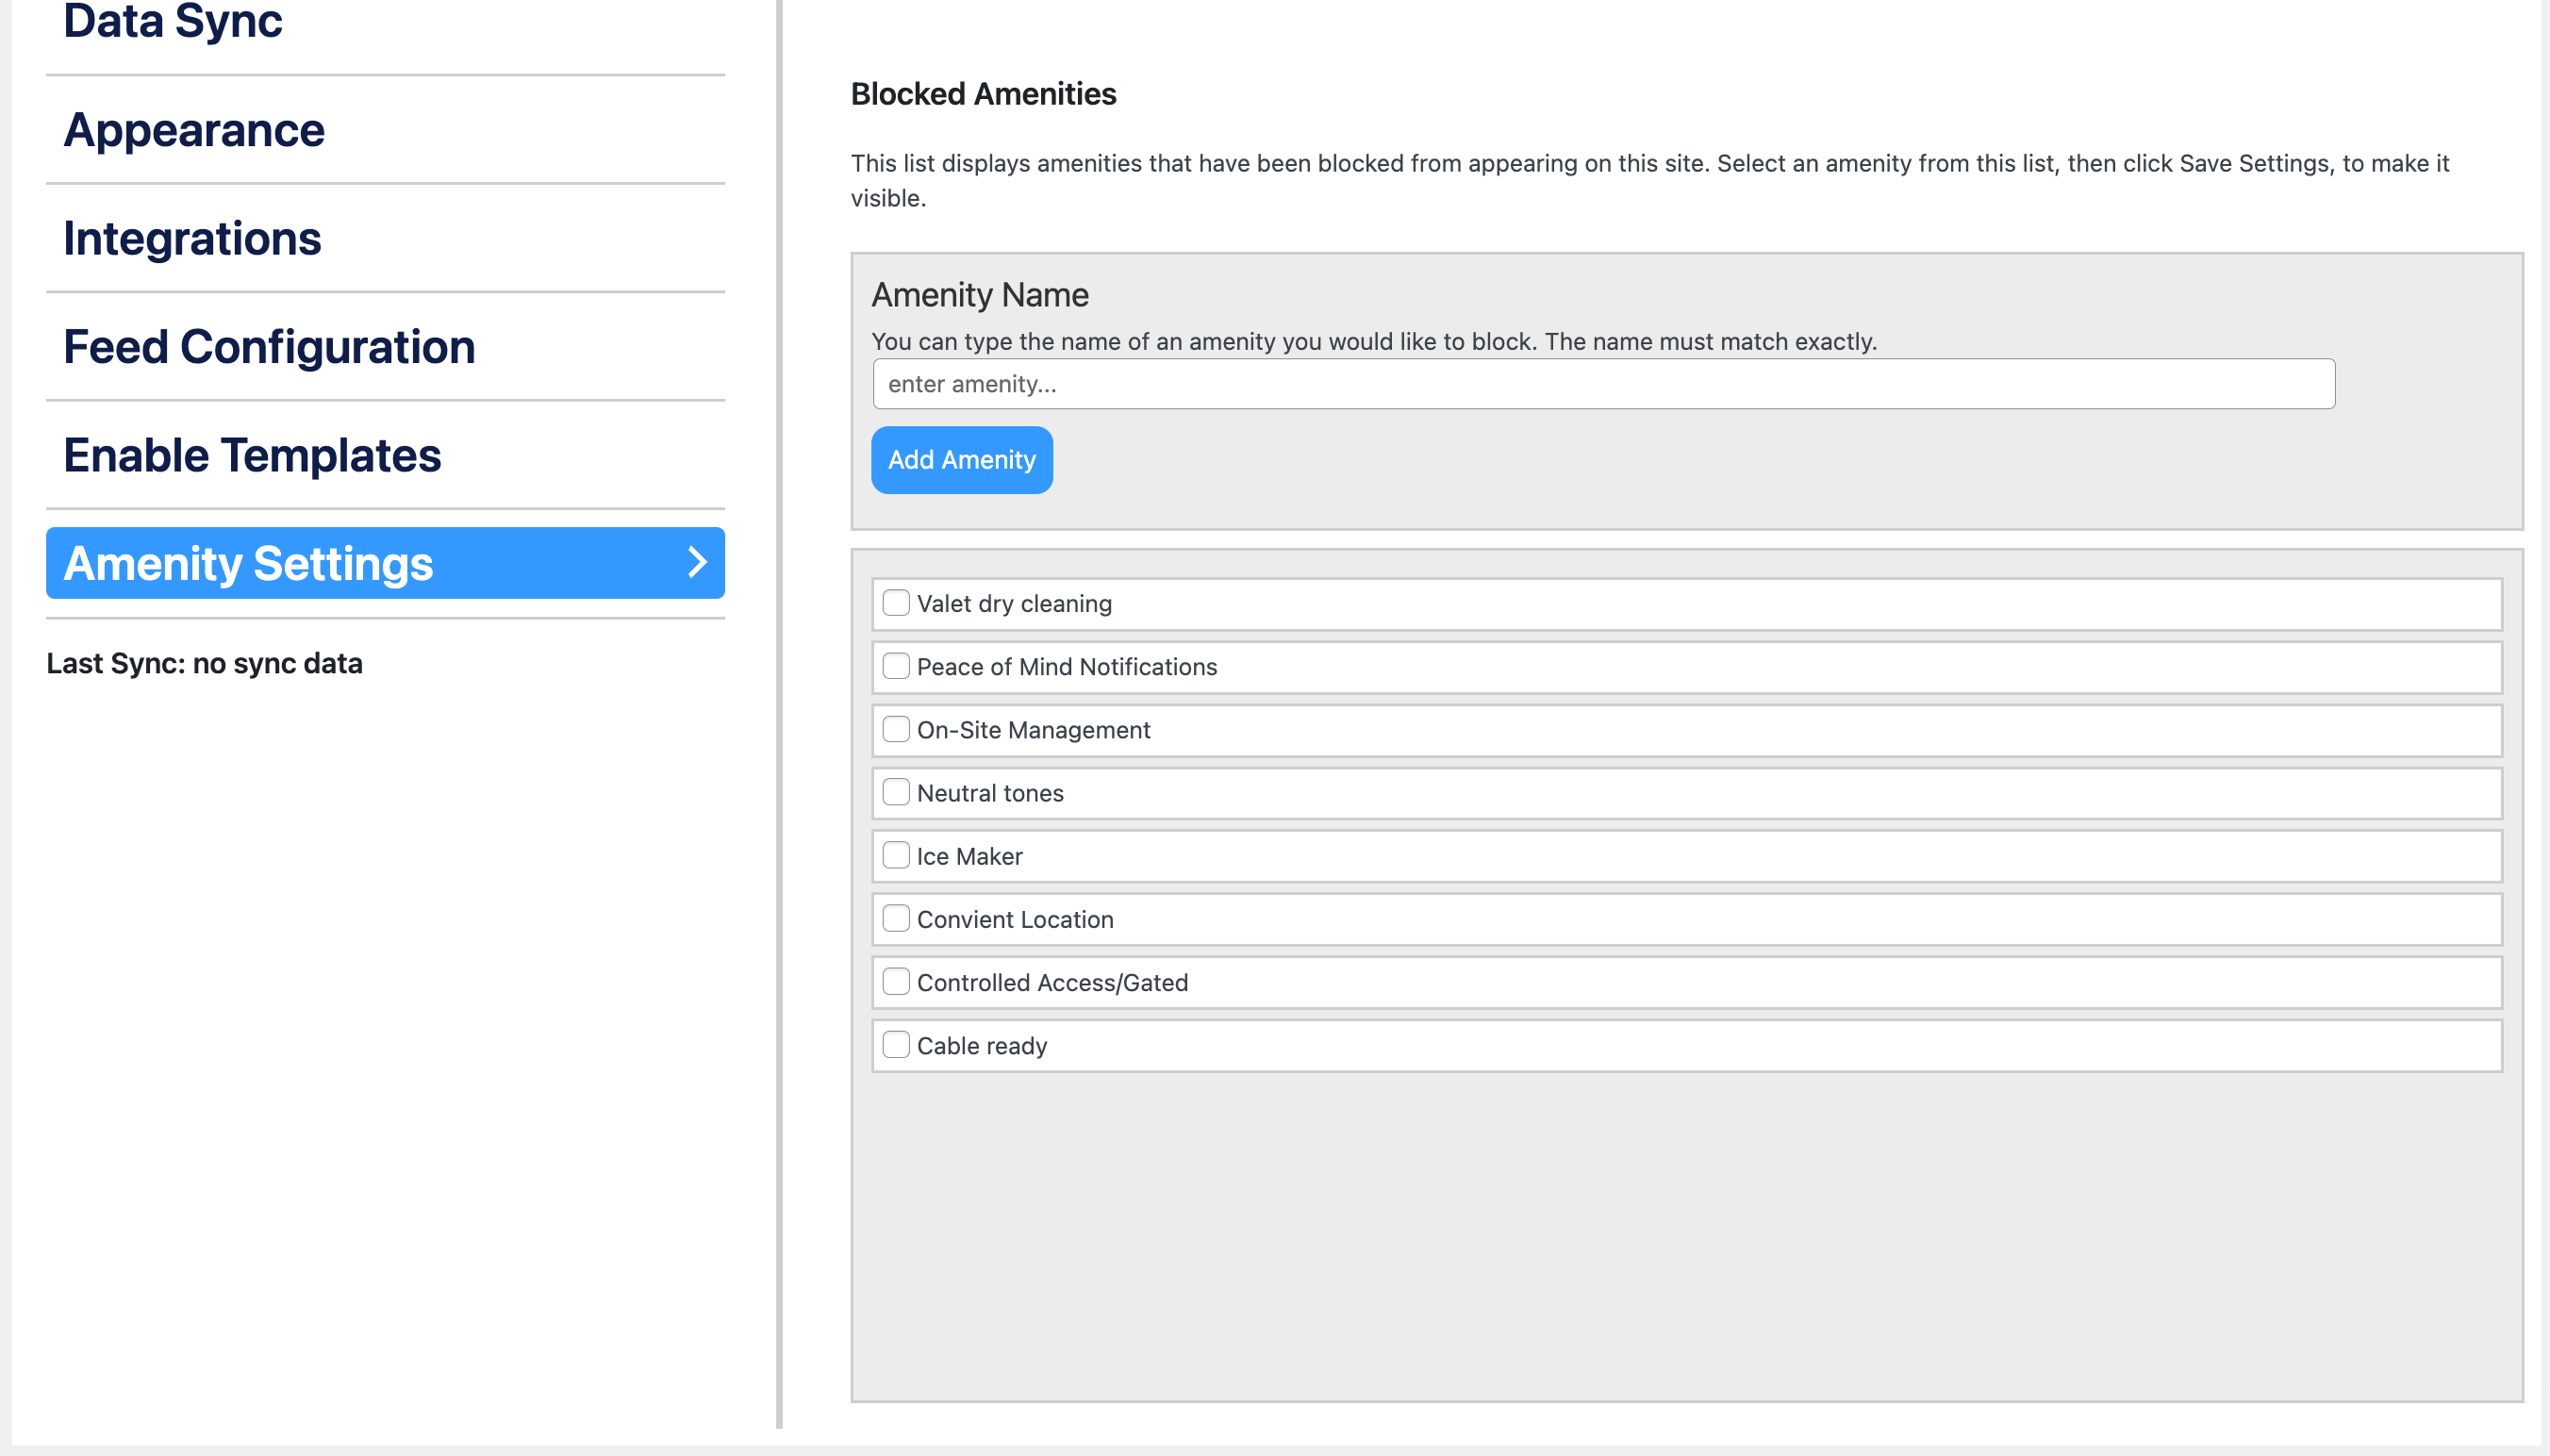 Data Sync
Appearance
Integrations
Feed Configuration
Enable Templates
Amenity Settings
Last Sync: no sync data
Blocked Amenities
This list displays amenities that have been blocked from appearing on this site. Select an amenity from this list, then click Save Settings, to make it
visible.
Amenity Name
You can type the name of an amenity you would like to block. The name must match exactly.
enter amenity...
Add Amenity
Valet dry cleaning
Peace of Mind Notifications
On-Site Management
Neutral tones
Ice Maker
Convient Location
Controlled Access/Gated
Cable ready